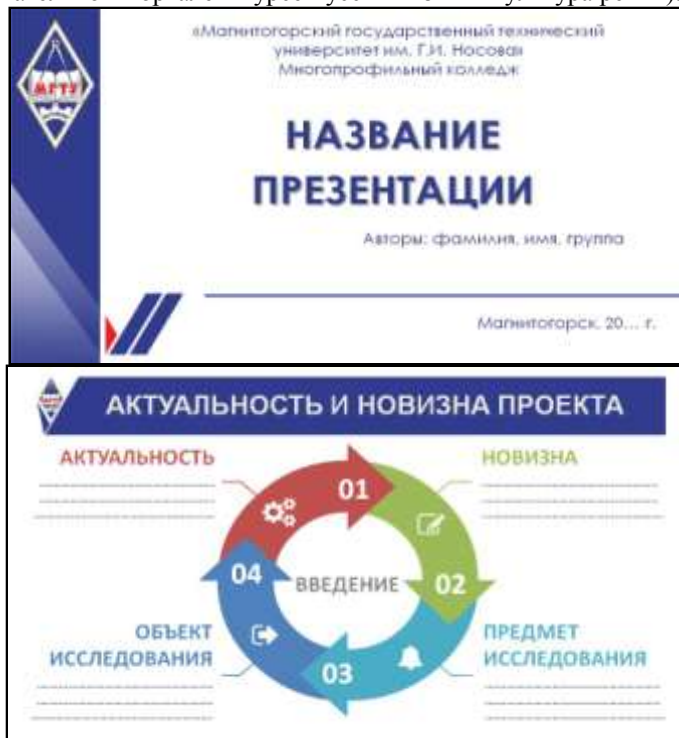 МГТУ
«Магнитогорский государственный технический
университет им. Г.И. Носова»
Многопрофильный колледж
НАЗВАНИЕ
ПРЕЗЕНТАЦИИ
Авторы: фамилия, имя, группа
Магнитогорск, 20... г.
АКТУАЛЬНОСТЬ И НОВИЗНА ПРОЕКТА
АКТУАЛЬНОСТЬ
НОВИЗНА
01
02
03
04
ВВЕДЕНИЕ
ОБЪЕКТ
ИССЛЕДОВАНИЯ
ПРЕДМЕТ
ИССЛЕДОВАНИЯ